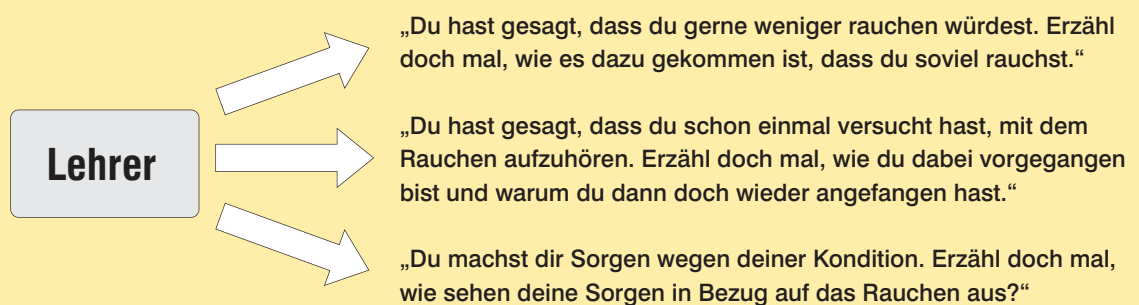 Lehrer
„Du hast gesagt, dass du gerne weniger rauchen würdest. Erzähl
doch mal, wie es dazu gekommen ist, dass du soviel rauchst.“
„Du hast gesagt, dass du schon einmal versucht hast, mit dem
Rauchen aufzuhören. Erzähl doch mal, wie du dabei vorgegangen
bist und warum du dann doch wieder angefangen hast.“
„Du machst dir Sorgen wegen deiner Kondition. Erzähl doch mal,
wie sehen deine Sorgen in Bezug auf das Rauchen aus?“